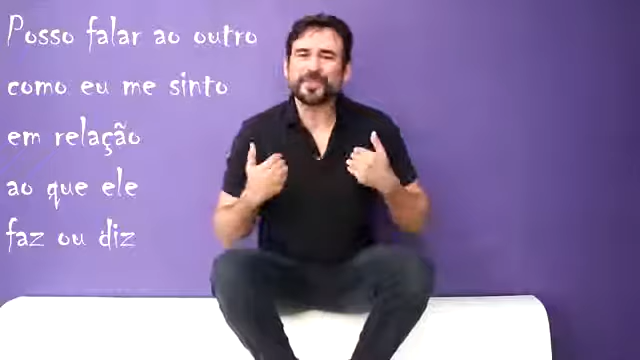 Posso falar ao outro
como eu me sinto
em relação
ao que ele
faz ou diz